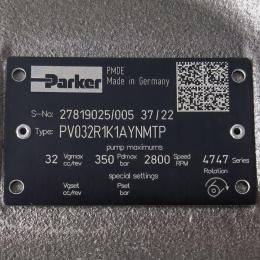 Parker
PMDE
Made in Germany
S-No: 27819025/005 37/22
Type: PV032R1K1AYNMTP
pump maximums
32 Vgmax cc/rev 350 Pdmax bar 2800 Speed RPM 4747 Series
Vgset cc/rev Pset bar special settings Rotation